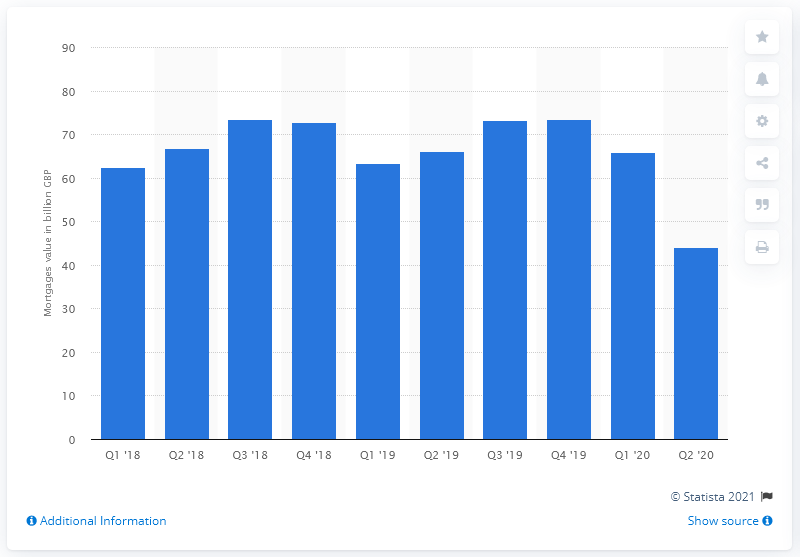 90
80
70
60
50
40
30
20
10
0
Mortgages value in billion GBP
Q1 '18 Q2 '18 Q3 '18 Q4 '18 Q1 '19 Q2 '19 Q3 '19 Q4 '19 Q1 '20 Q2 '20
© Statista 2021
Additional Information
Show source